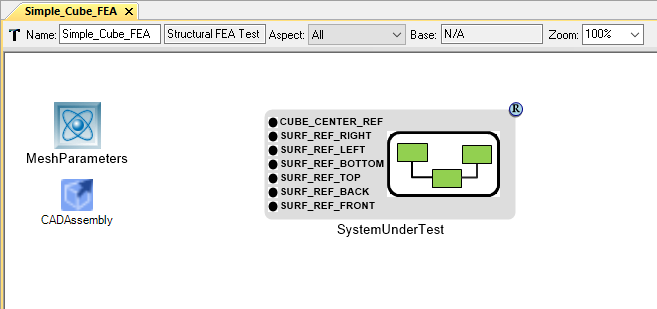 Simple_Cube_FEA
Name: Simple_Cube_FEA Structural FEA Test Aspect: All Base: N/A Zoom: 100%
R
CUBE_CENTER_REF
SURF_REF_RIGHT
SURF_REF_LEFT
SURF_REF_BOTTOM
SURF_REF_TOP
SURF_REF_BACK
SURF_REF_FRONT
MeshParameters
CADAssembly
SystemUnderTest